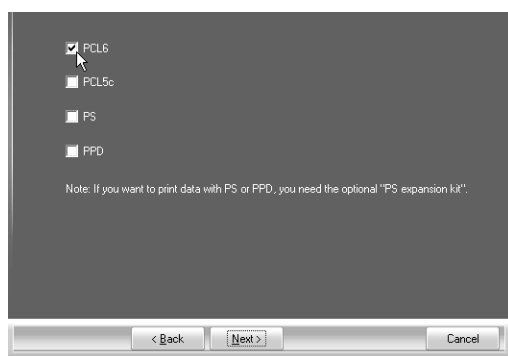 PCL6
PCL5c
PS
PPD
Note: If you want to print data with PS or PPD, you need the optional "PS expansion kit".
< Back Next > Cancel